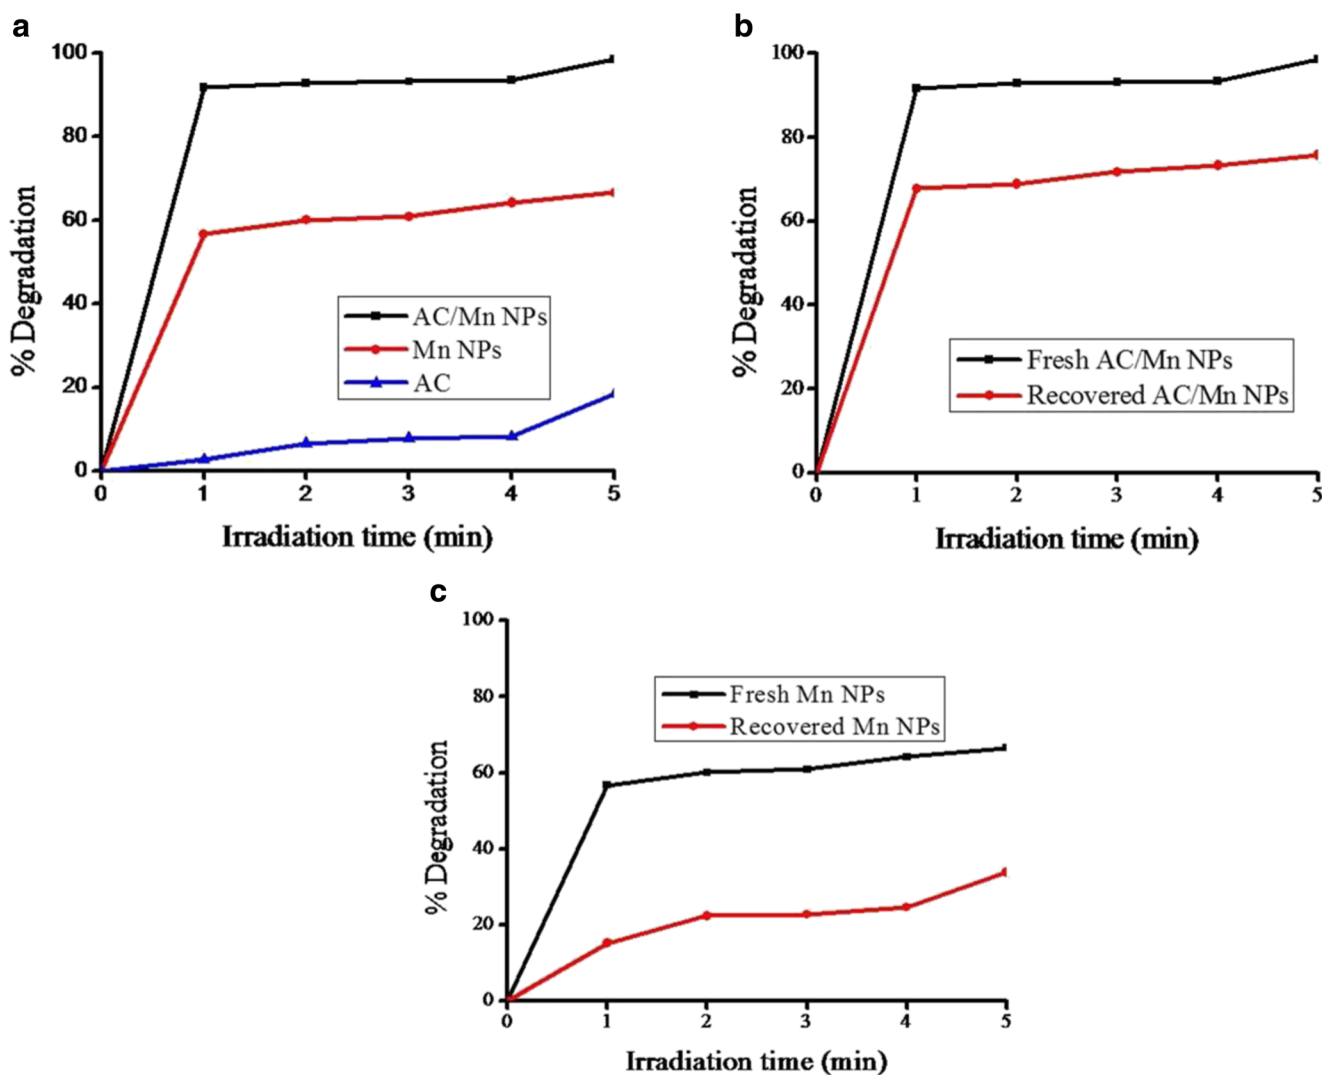 a
100
80
60
40
20
0
% Degradation
AC/Mn NPs
Mn NPs
AC
0 1 2 3 4 5
Irradiation time (min)
b
100
80
60
40
20
0
% Degradation
Fresh AC/Mn NPs
Recovered AC/Mn NPs
0 1 2 3 4 5
Irradiation time (min)
c
100
80
60
40
20
0
% Degradation
Fresh Mn NPs
Recovered Mn NPs
0 1 2 3 4 5
Irradiation time (min)